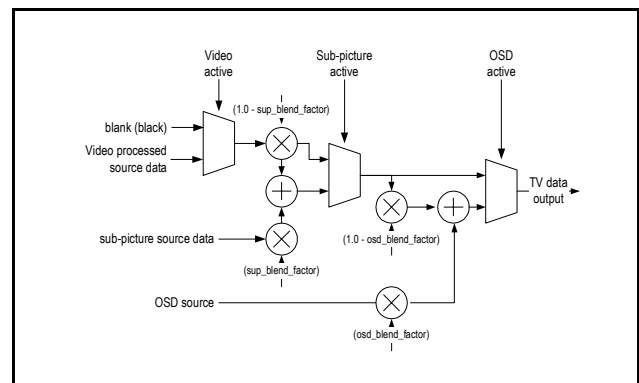 Video
active
Sub-picture
active
OSD
active
(1.0 - sup_blend_factor)
blank (black)
Video processed
source data
TV data
output
sub-picture source data
(sup_blend_factor)
(1.0 - osd_blend_factor)
OSD source
(osd_blend_factor)